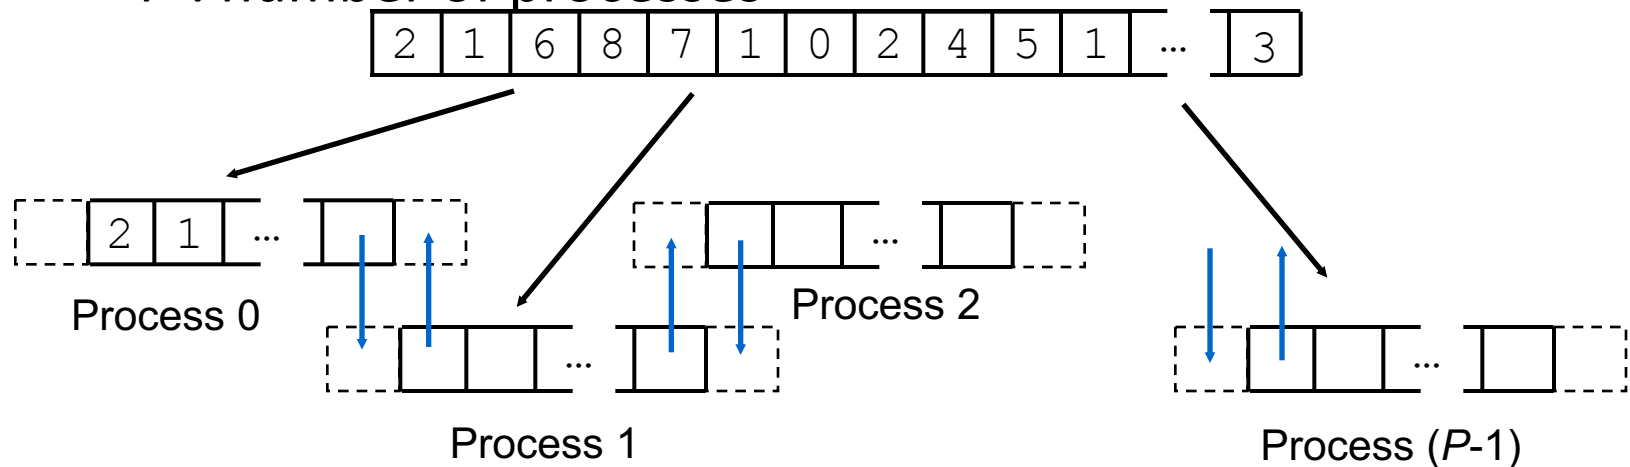 2 1 6 8 7 1 0 2 4 5 1 ... 3
2 1 ...
...
Process 0
Process 2
...
...
Process 1
Process (P-1)